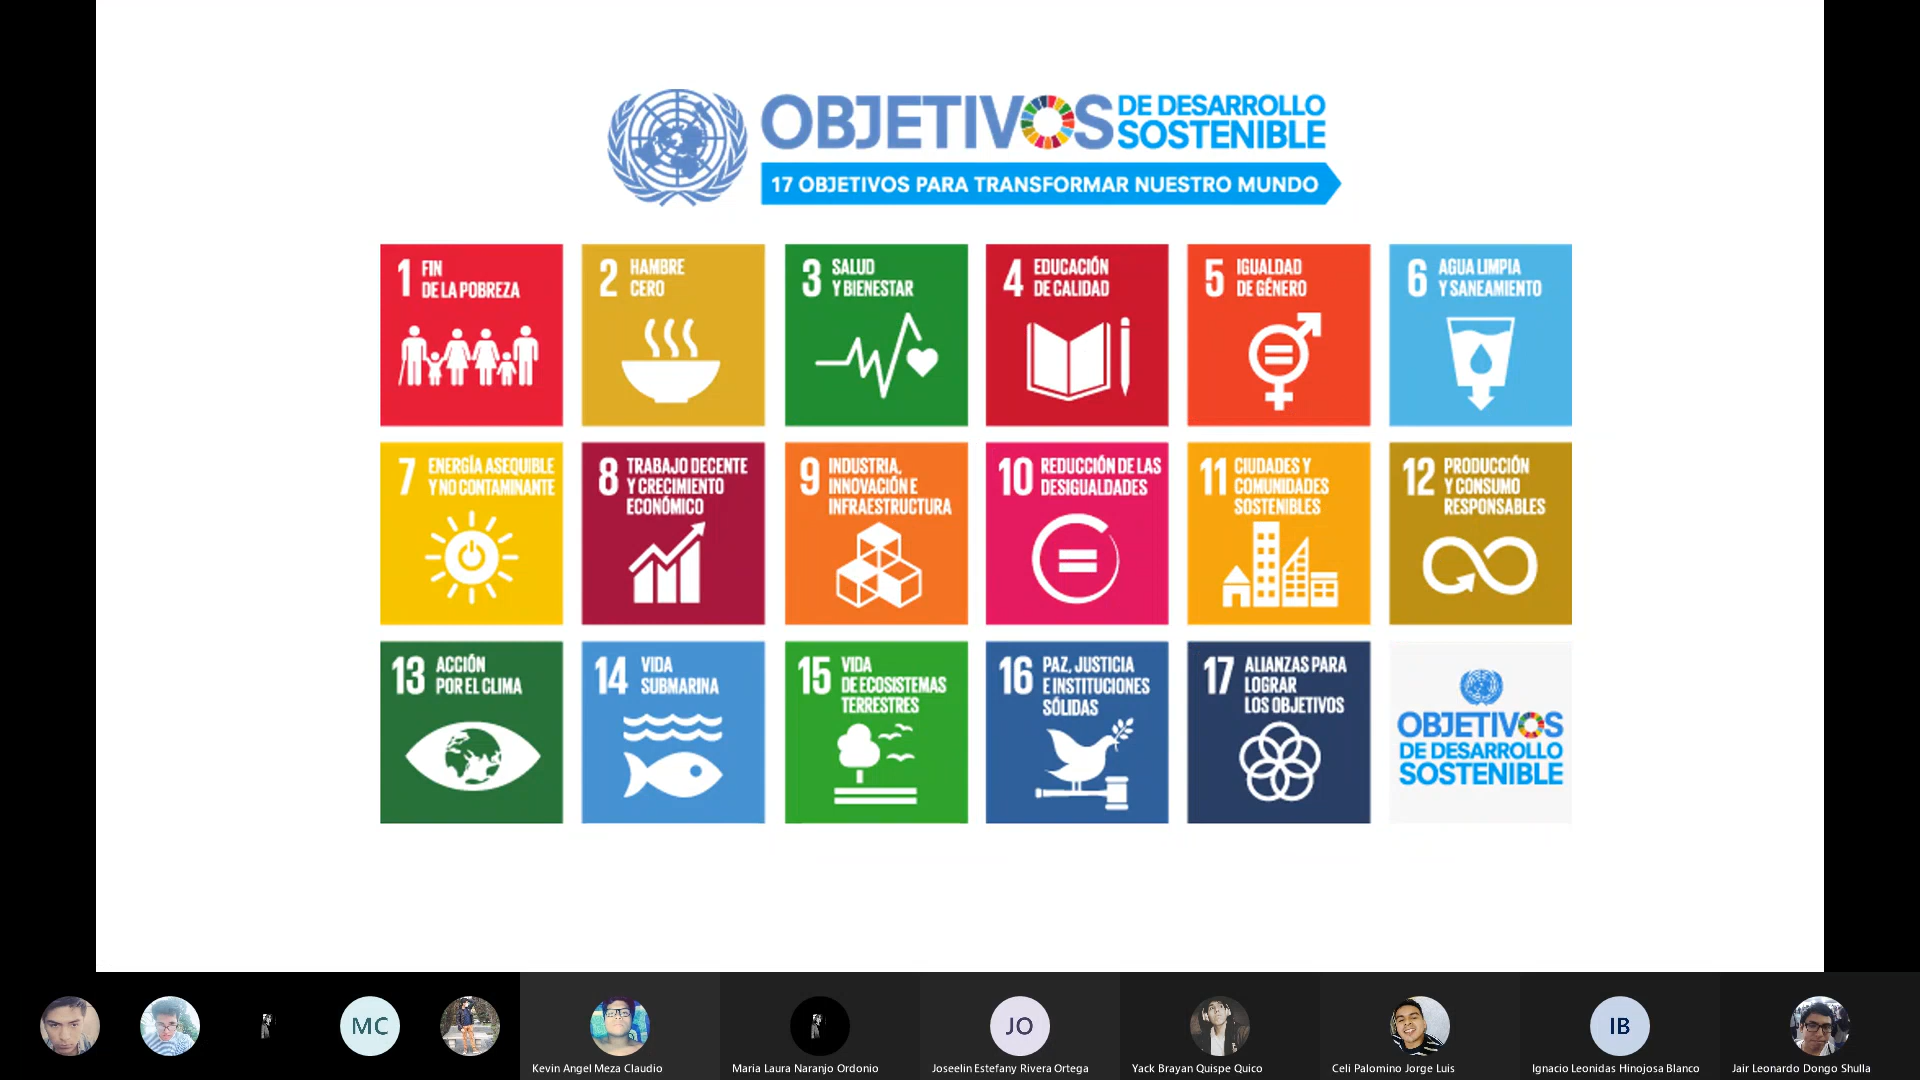 OBJETIVOS DE DESARROLLO
SOSTENIBLE
17 OBJETIVOS PARA TRANSFORMAR NUESTRO MUNDO
1 FIN
DE LA POBREZA
2 HAMBRE
CERO
3 SALUD
Y BIENESTAR
4 EDUCACIÓN
DE CALIDAD
5 IGUALDAD
DE GÉNERO
6 AGUA LIMPIA
Y SANEAMIENTO
7 ENERGÍA ASEQUIBLE
Y NO CONTAMINANTE
8 TRABAJO DECENTE
Y CRECIMIENTO
ECONÓMICO
9 INDUSTRIA,
INNOVACIÓN E
INFRAESTRUCTURA
10 REDUCCIÓN DE LAS
DESIGUALDADES
11 CIUDADES Y
COMUNIDADES
SOSTENIBLES
12 PRODUCCIÓN
Y CONSUMO
RESPONSABLES
13 ACCIÓN
POR EL CLIMA
14 VIDA
SUBMARINA
15 VIDA
DE ECOSISTEMAS
TERRESTRES
16 PAZ, JUSTICIA
E INSTITUCIONES
SÓLIDAS
17 ALIANZAS PARA
LOGRAR
LOS OBJETIVOS
OBJETIVOS
DE DESARROLLO
SOSTENIBLE
MC
Kevin Angel Meza Claudio
Maria Laura Naranjo Ordonio
JO
Joseelin Estefany Rivera Ortega
Yack Brayan Quispe Quico
Celi Palomino Jorge Luis
IB
Ignacio Leonidas Hinojosa Blanco
Jair Leonardo Dongo Shulla